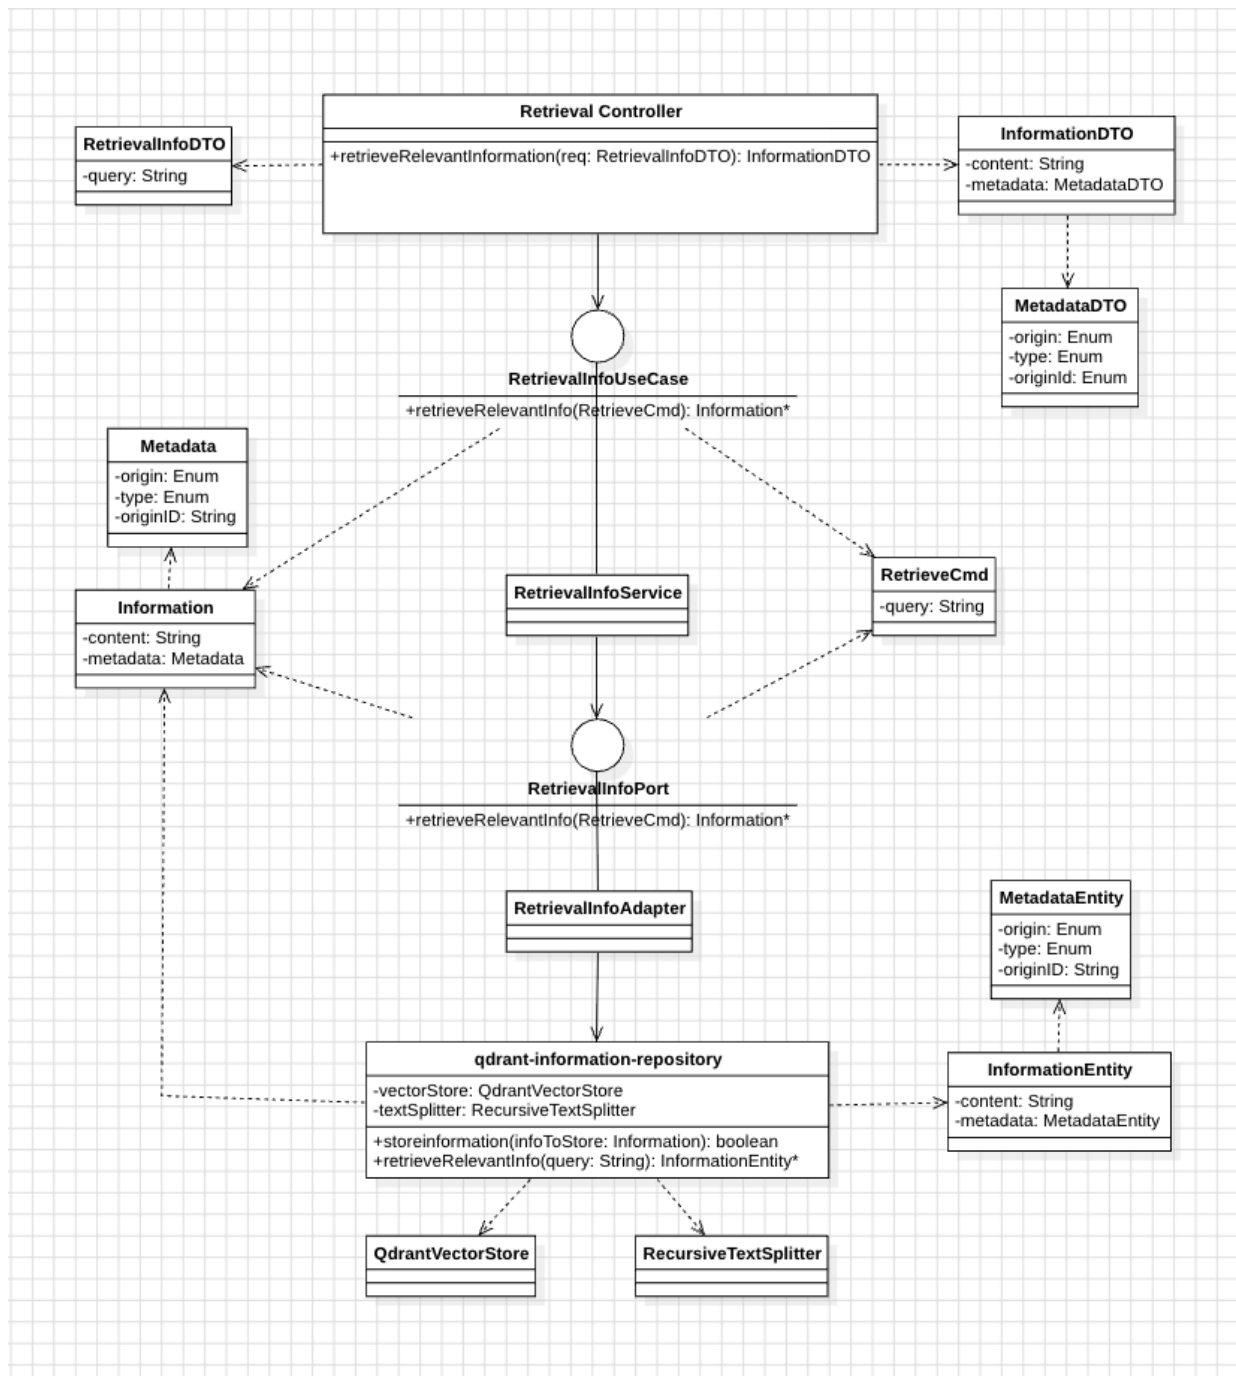 Retrieval Controller
+retrieveRelevantInformation(req: RetrievalInfoDTO): InformationDTO
RetrievalInfoDTO
-query: String
InformationDTO
-content: String
-metadata: MetadataDTO
MetadataDTO
-origin: Enum
-type: Enum
-originId: Enum
RetrievalInfoUseCase
+retrieveRelevantInfo(RetrieveCmd): Information*
Metadata
-origin: Enum
-type: Enum
-originID: String
Information
-content: String
-metadata: Metadata
RetrievalInfoService
RetrieveCmd
-query: String
RetrievalInfoPort
+retrieveRelevantInfo(RetrieveCmd): Information*
RetrievalInfoAdapter
MetadataEntity
-origin: Enum
-type: Enum
-originID: String
qdrant-information-repository
-vectorStore: QdrantVectorStore
-textSplitter: RecursiveTextSplitter
+storeinformation(infoToStore: Information): boolean
+retrieveRelevantInfo(query: String): InformationEntity*
InformationEntity
-content: String
-metadata: MetadataEntity
QdrantVectorStore
RecursiveTextSplitter